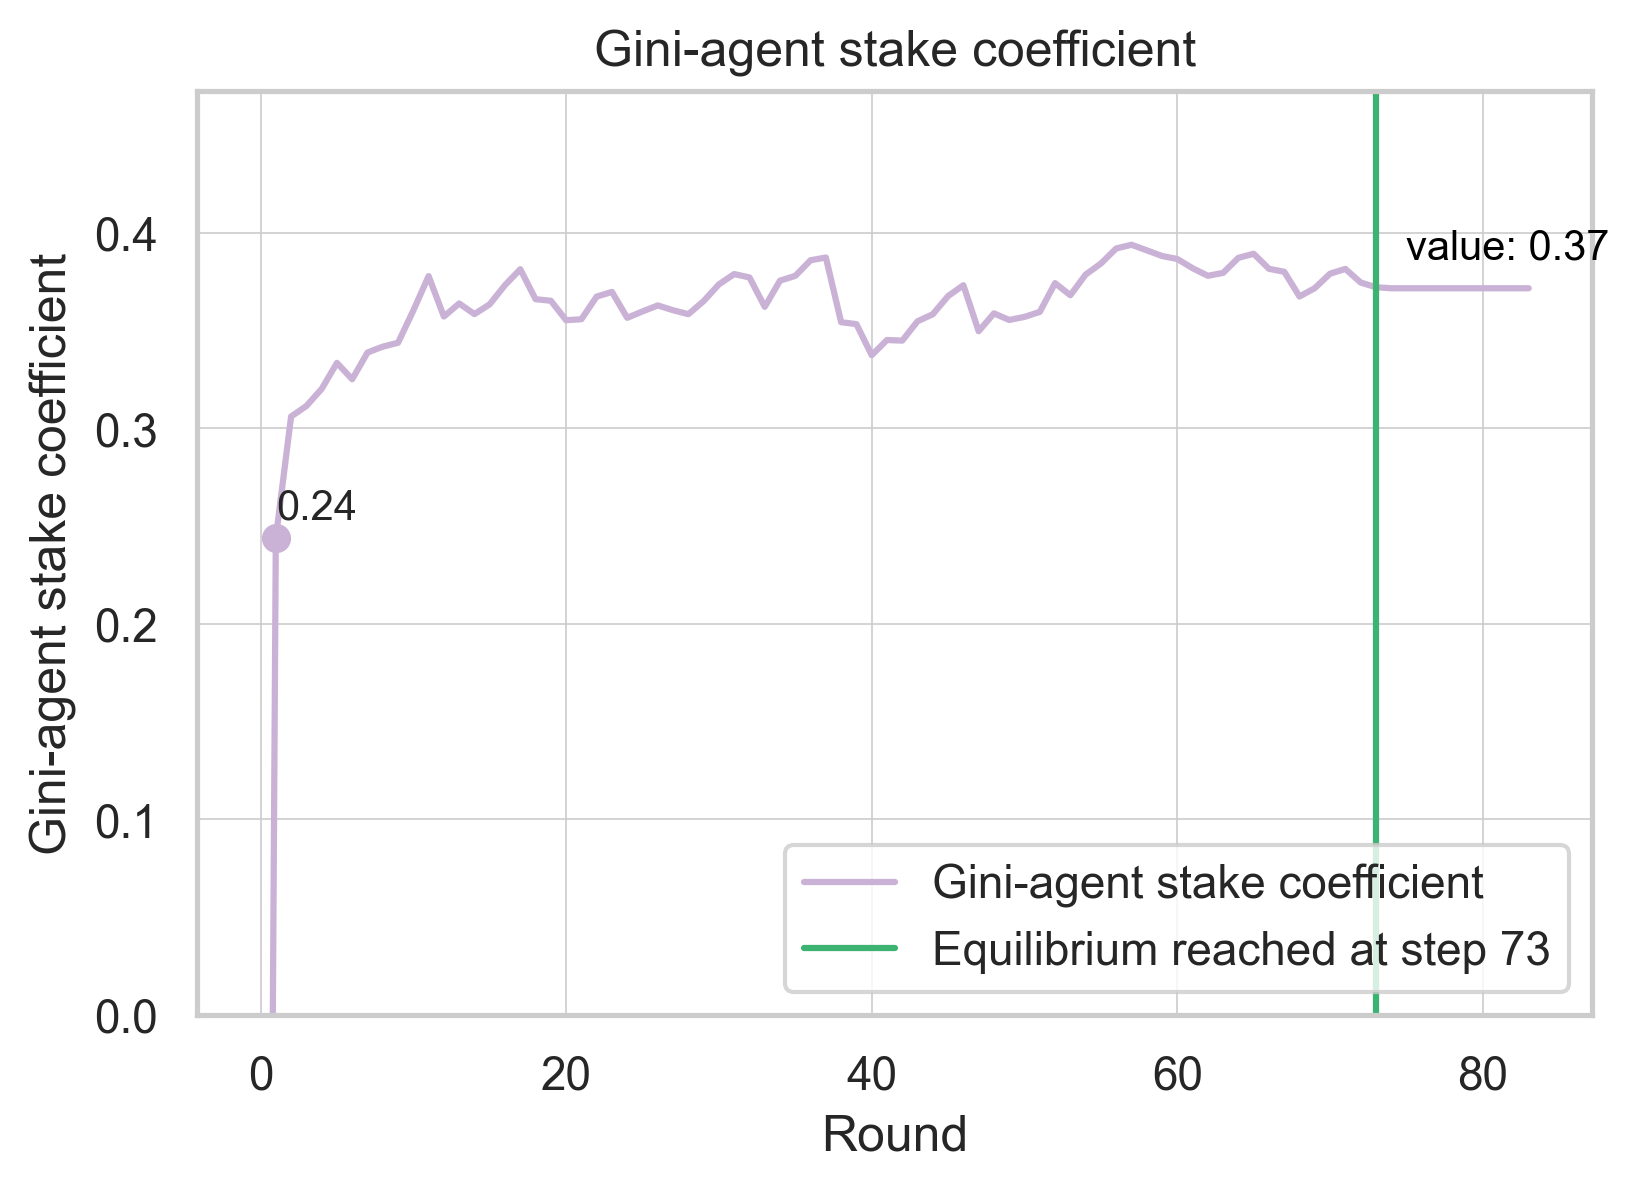 Gini-agent stake coefficient
Gini-agent stake coefficient
0.4
0.3
0.2
0.1
0.0
value: 0.37
0.24
Gini-agent stake coefficient
Equilibrium reached at step 73
0
20
40
60
80
Round